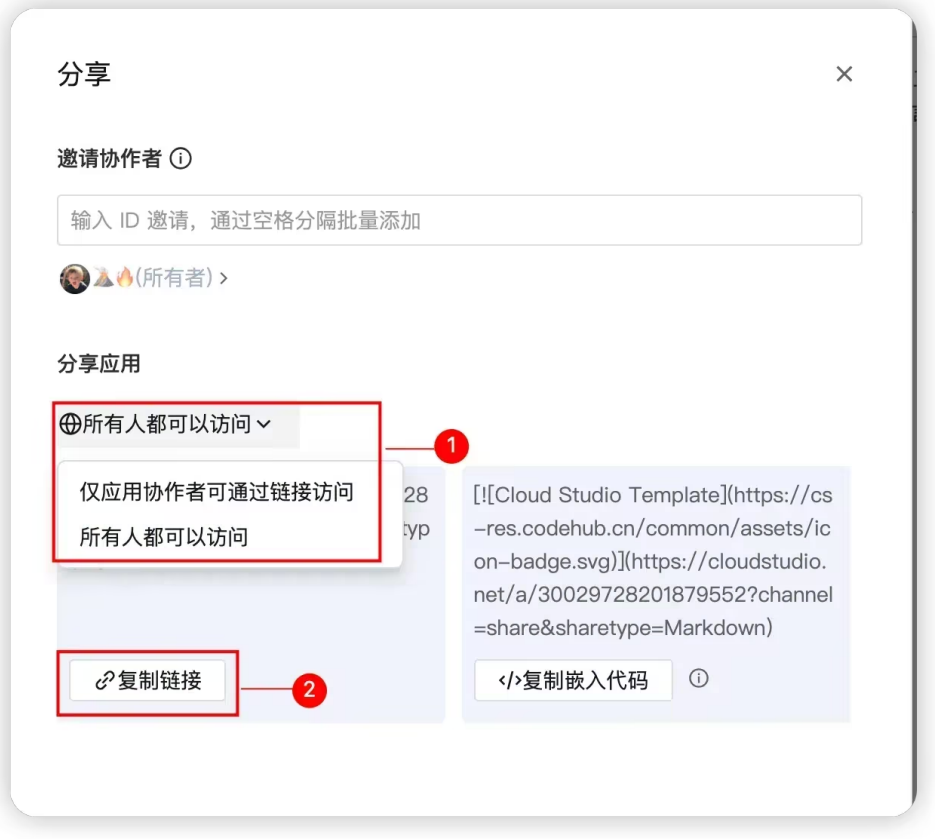 分享
邀请协作者
输入 ID 邀请，通过空格分隔批量添加
(所有者)
分享应用
所有人都可以访问
1
仅应用协作者可通过链接访问
所有人都可以访问
28
typ
[![Cloud Studio Template](https://cs
-res.codehub.cn/common/assets/ic
on-badge.svg)](https://cloudstudio.
net/a/30029728201879552?channel
=share&sharetype=Markdown)
复制链接
2
</>复制嵌入代码